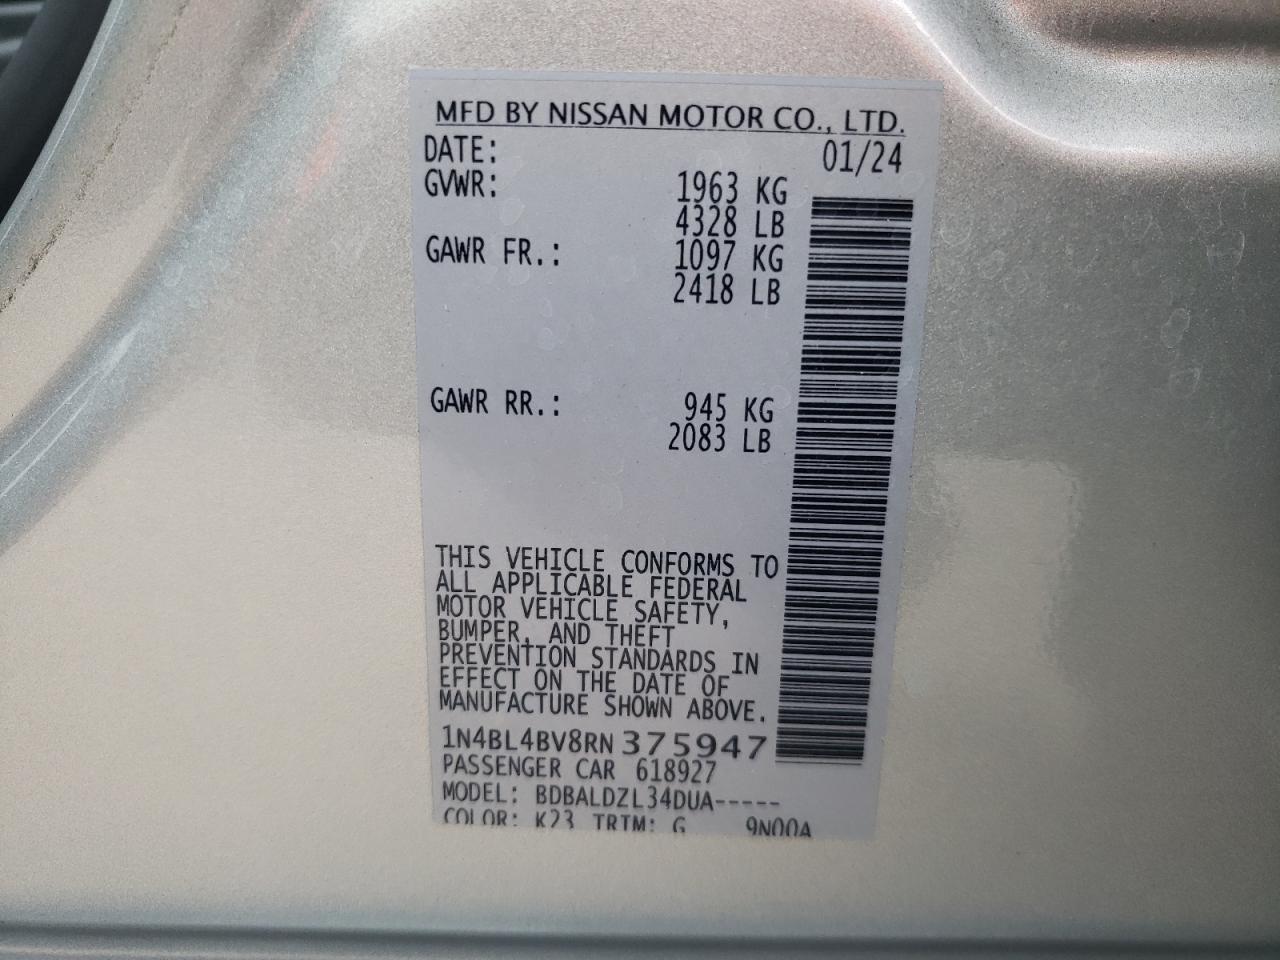 MFD BY NISSAN MOTOR CO., LTD.
DATE: 01/24
GVWR: 1963 KG
4328 LB
GAWR FR.: 1097 KG
2418 LB
GAWR RR.: 945 KG
2083 LB
THIS VEHICLE CONFORMS TO
ALL APPLICABLE FEDERAL
MOTOR VEHICLE SAFETY,
BUMPER, AND THEFT
PREVENTION STANDARDS IN
EFFECT ON THE DATE OF
MANUFACTURE SHOWN ABOVE.
1N4BL4BV8RN375947
PASSENGER CAR 618927
MODEL: BDBALDZL34DUA-----
COLOR: K23 TRIM: G 9N00A